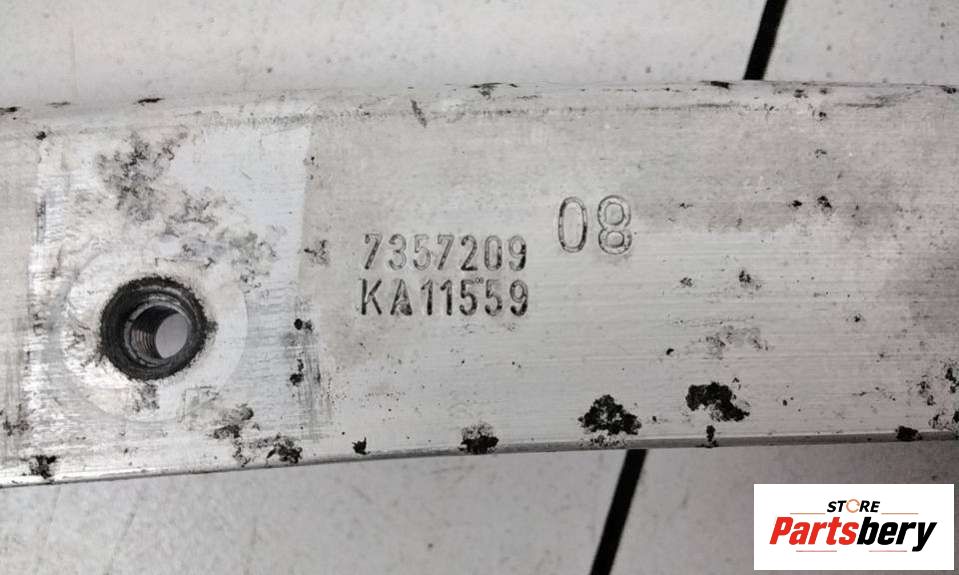 08
7357209
KA11559
STORE
Partsbery